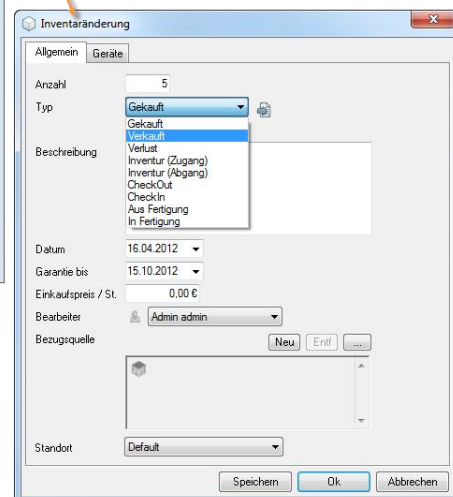 Inventaränderung
Allgemein Geräte
Anzahl 5
Typ Gekauft
Gekauft
Verkauft
Verlust
Inventur (Zugang)
Inventur (Abgang)
CheckOut
CheckIn
Aus Fertigung
In Fertigung
Beschreibung
Datum 16.04.2012
Garantie bis 15.10.2012
Einkaufspreis / St. 0,00 €
Bearbeiter Admin admin
Bezugsquelle Neu Entf ...
Standort Default
Speichern Ok Abbrechen